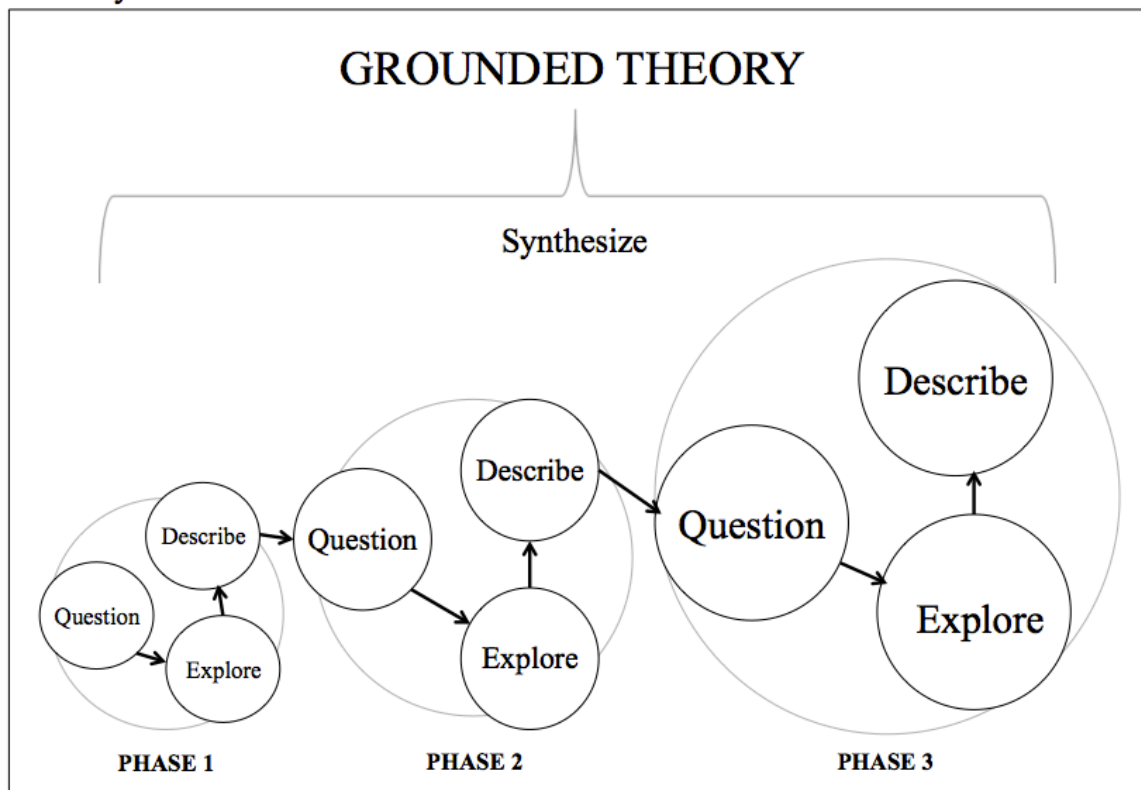 GROUNDED THEORY
Synthesize
Question
Explore
Describe
Question
Explore
Describe
Question
Explore
Describe
PHASE 1
PHASE 2
PHASE 3